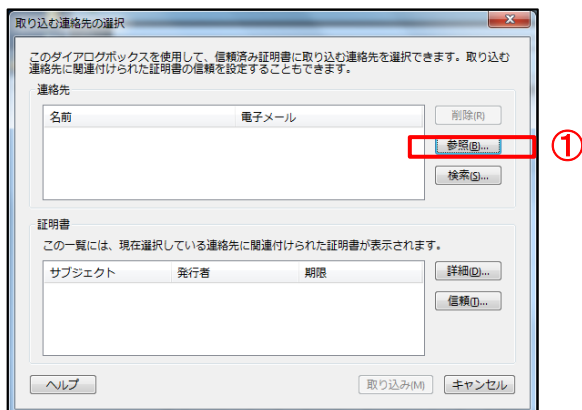 取り込む連絡先の選択
このダイアログボックスを使用して、信頼済み証明書に取り込む連絡先を選択できます。取り込む
連絡先に関連付けられた証明書の信頼を設定することもできます。
連絡先
名前 電子メール
削除(R)
参照(B)...
①
検索(S)...
証明書
この一覧には、現在選択している連絡先に関連付けられた証明書が表示されます。
サブジェクト 発行者 期限
詳細(D)...
信頼(T)...
ヘルプ 取り込み(M) キャンセル